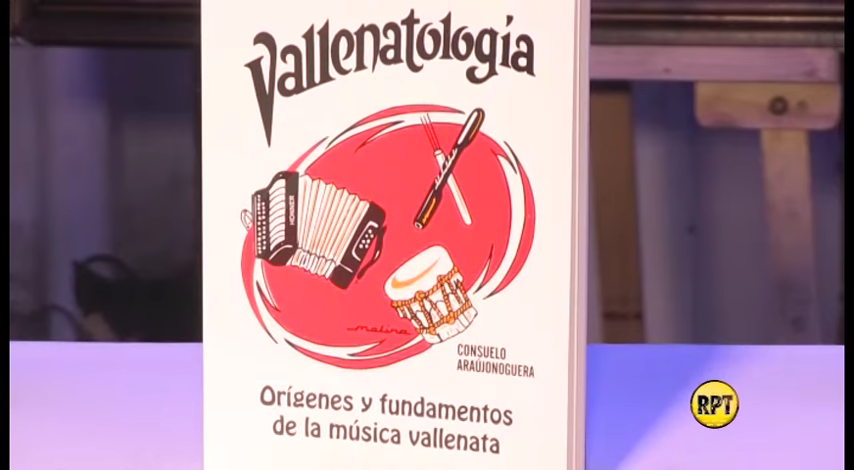 Vallenatología
HOHNER
molina
CONSUELO
ARAÚJONOGUERA
Orígenes y fundamentos
de la música vallenata
RPT